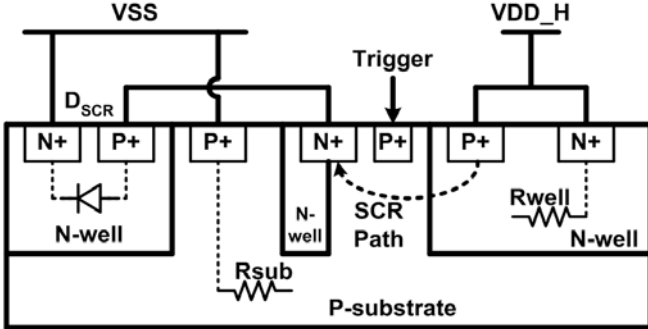 VSS
VDD_H
Trigger
DSCR
N+
P+
P+
N+
P+
P+
N+
N-well
N-
well
SCR
Path
Rwell
N-well
Rsub
P-substrate